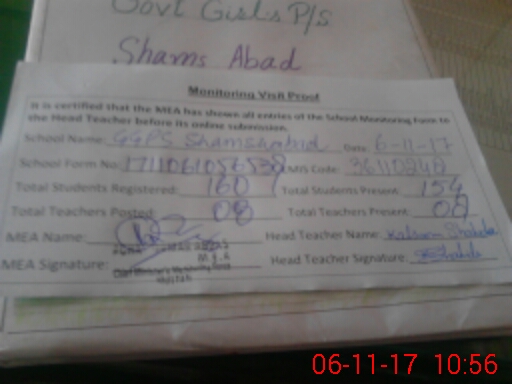 Govt Girls P/S
Shams Abad
Monitoring Visit Proof
It is certified that the MEA has shown all entries of the School Monitoring Form to
the Head Teacher before its online submission.
School Name: GGPS Shamsabad Date 6-11-17
School Form No: EMIS Code: 36110248
Total Students Registered: 160 Total Students Present: 154
Total Teachers Posted: 08 Total Teachers Present: 08
MEA Name: Head Teacher Name: Kalsoom Shahida
MEA Signature: Head Teacher Signature:
M.E.A
06-11-17 10:56